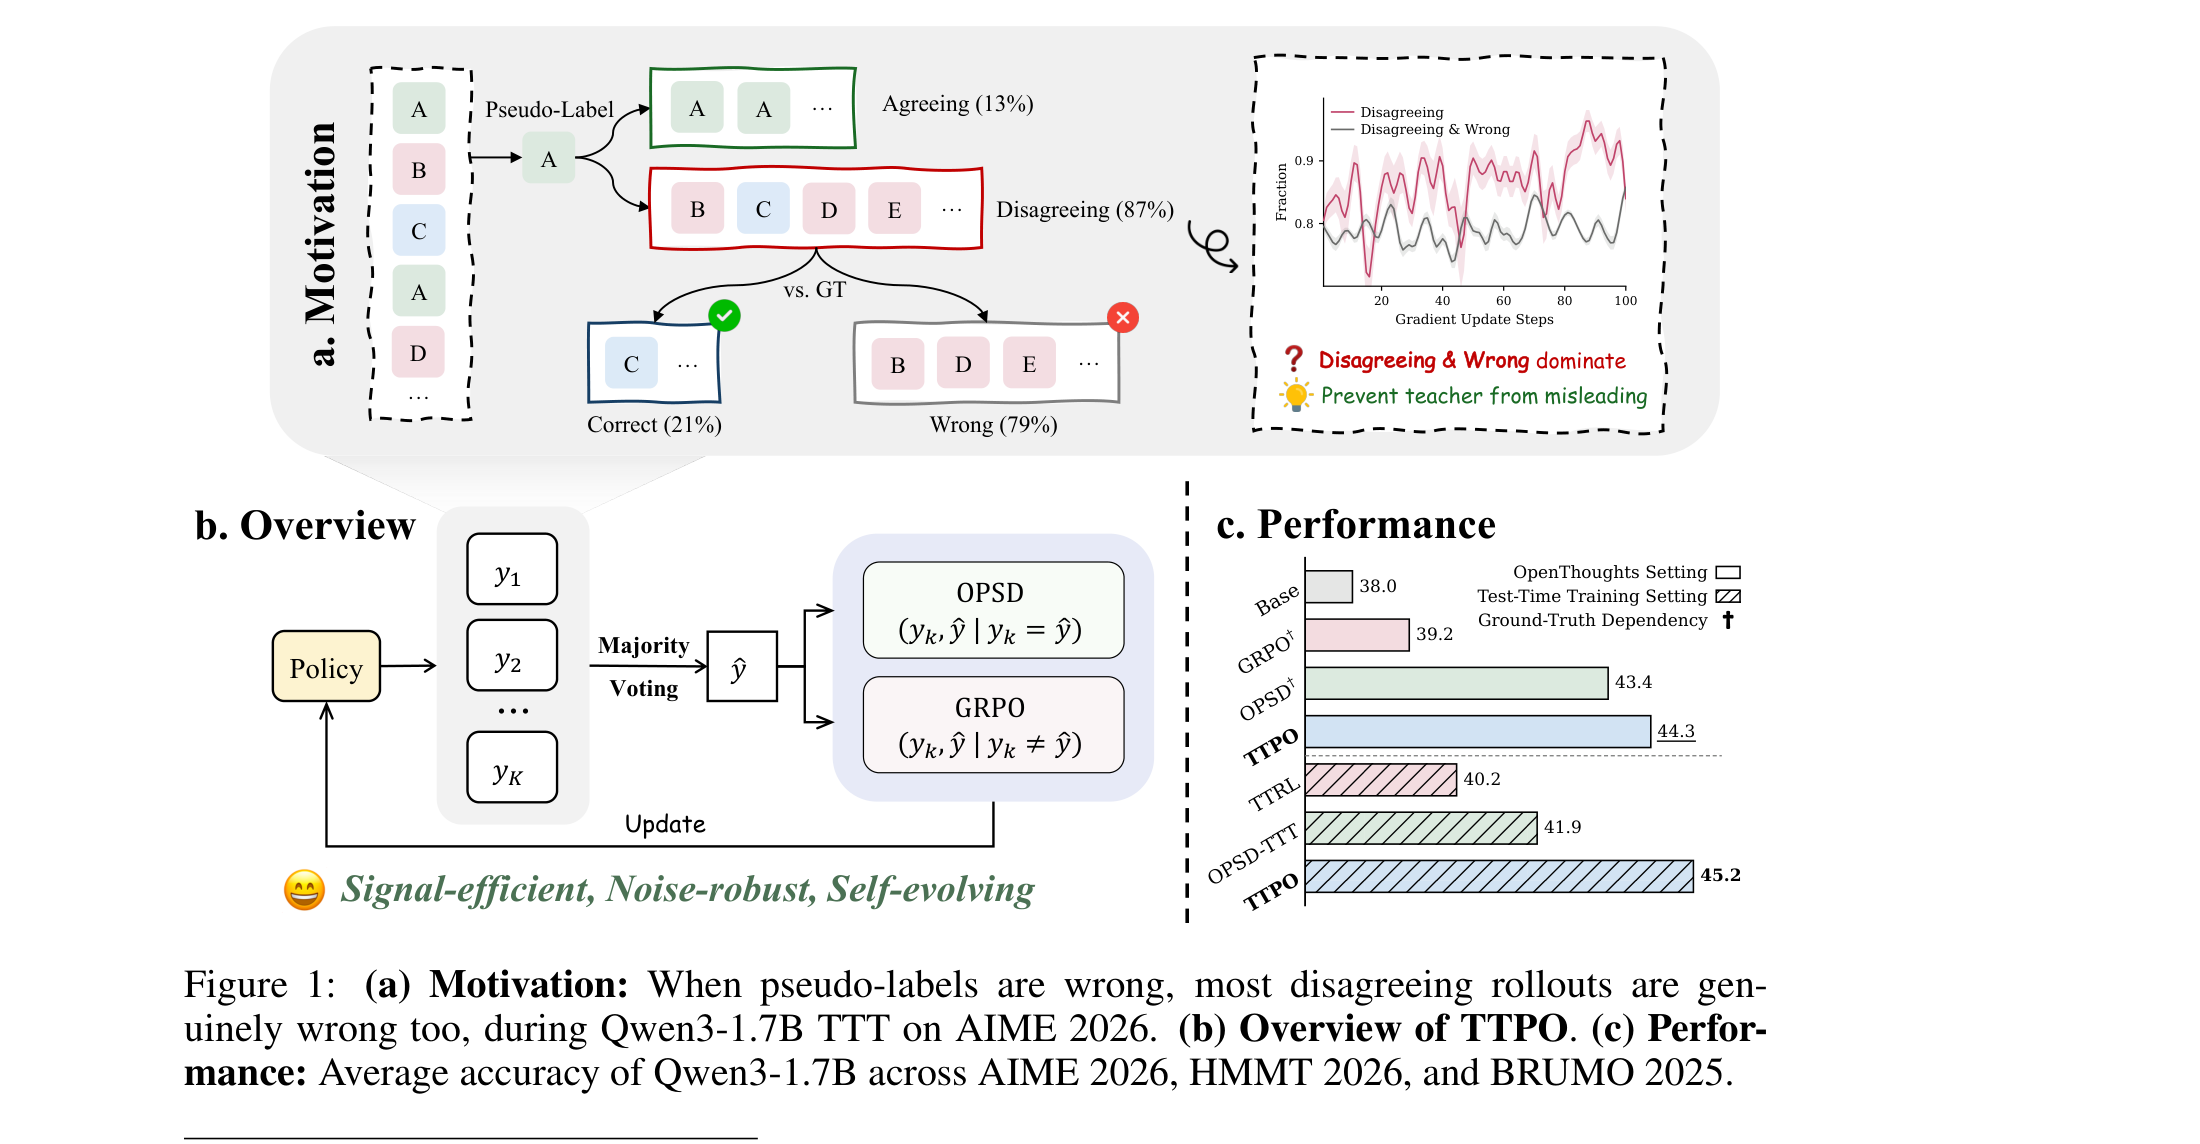 a. Motivation
A
B
C
A
D
...
Pseudo-Label
A
A A ...
Agreeing (13%)
B C D E ...
Disagreeing (87%)
vs. GT
C ...
Correct (21%)
B D E ...
Wrong (79%)
Disagreeing
Disagreeing & Wrong
Fraction
0.9
0.8
20 40 60 80 100
Gradient Update Steps
? Disagreeing & Wrong dominate
Prevent teacher from misleading
b. Overview
Policy
y₁
y₂
...
y_K
Majority
Voting
ŷ
OPSD
(y_k, ŷ | y_k = ŷ)
GRPO
(y_k, ŷ | y_k ≠ ŷ)
Update
Signal-efficient, Noise-robust, Self-evolving
c. Performance
OpenThoughts Setting
Test-Time Training Setting
Ground-Truth Dependency ✝
Base 38.0
GRPO† 39.2
OPSD† 43.4
TTPO 44.3
TTRL 40.2
OPSD-TTT 41.9
TTPO 45.2
Figure 1: (a) Motivation: When pseudo-labels are wrong, most disagreeing rollouts are gen-
uinely wrong too, during Qwen3-1.7B TTT on AIME 2026. (b) Overview of TTPO. (c) Perfor-
mance: Average accuracy of Qwen3-1.7B across AIME 2026, HMMT 2026, and BRUMO 2025.